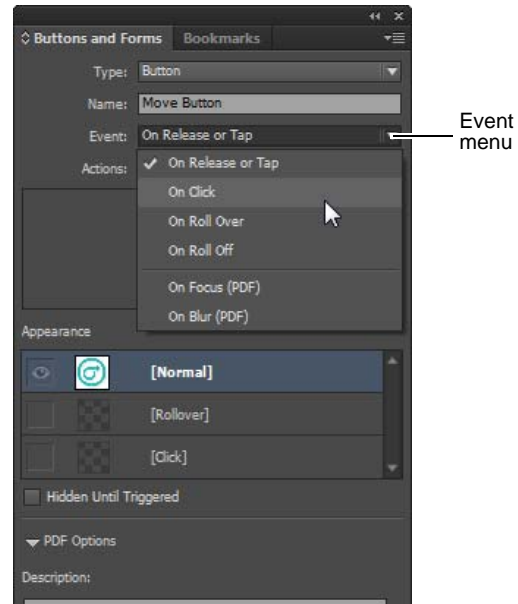 Buttons and Forms Bookmarks
Type: Button
Name: Move Button
Event: On Release or Tap
Event menu
Actions: On Release or Tap
On Click
On Roll Over
On Roll Off
On Focus (PDF)
On Blur (PDF)
Appearance
[Normal]
[Rollover]
[Click]
Hidden Until Triggered
PDF Options
Description: